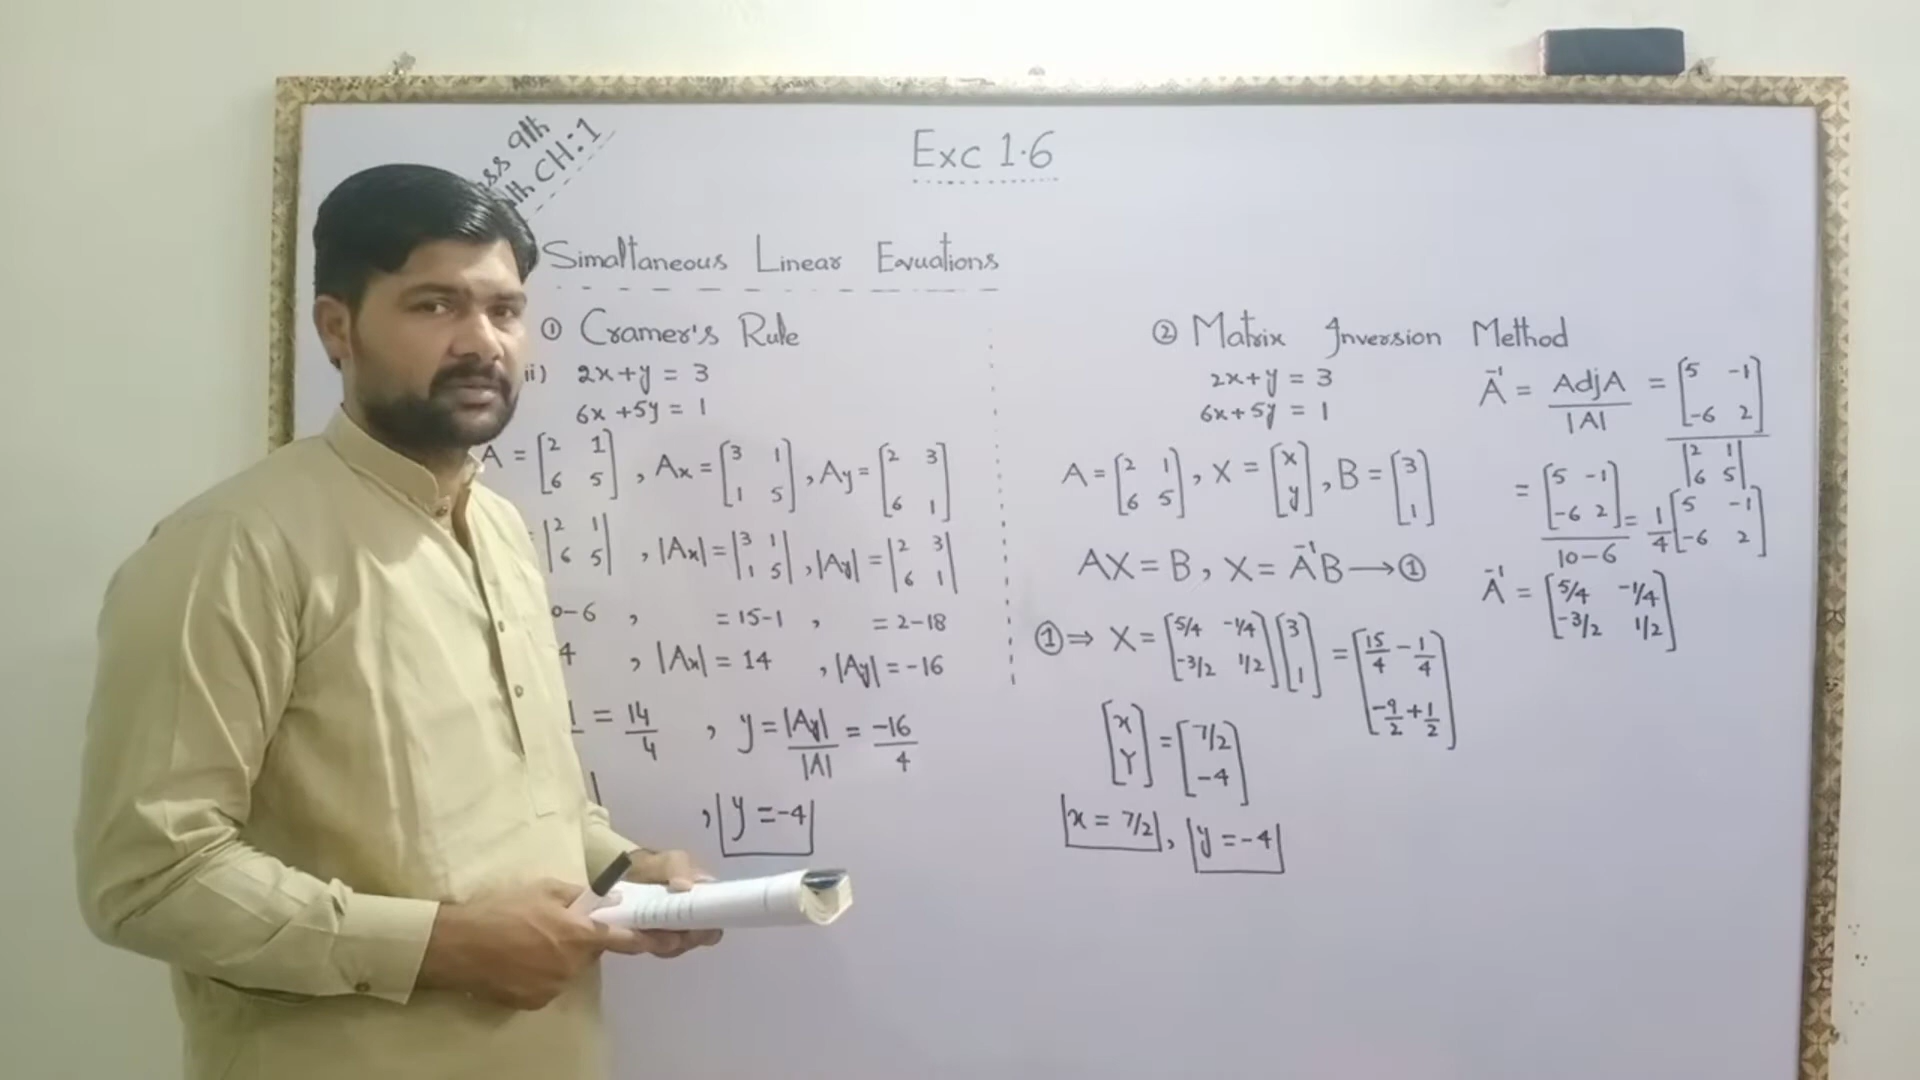 9th
CH:1
Exc 1.6
Simaltaneous Linear Equations
① Cramer's Rule
ii) 2x+y = 3
6x+5y = 1
A = [2 1; 6 5], Ax = [3 1; 1 5], Ay = [2 3; 6 1]
= |2 1; 6 5|, |Ax| = |3 1; 1 5|, |Ay| = |2 3; 6 1|
0-6, = 15-1, = 2-18
4, |Ax| = 14, |Ay| = -16
= 14/4, y = |Ay|/|A| = -16/4
, y = -4
② Matrix Inversion Method
2x+y = 3
6x+5y = 1
A = [2 1; 6 5], X = [x; y], B = [3; 1]
AX = B, X = A⁻¹B → ①
① ⇒ X = [5/4 -1/4; -3/2 1/2] [3; 1] = [15/4 - 1/4; -9/2 + 1/2]
[x; Y] = [7/2; -4]
x = 7/2, y = -4
A⁻¹ = AdjA/|A| = [5 -1; -6 2]/|2 1; 6 5|
= [5 -1; -6 2]/10-6 = 1/4 [5 -1; -6 2]
A⁻¹ = [5/4 -1/4; -3/2 1/2]